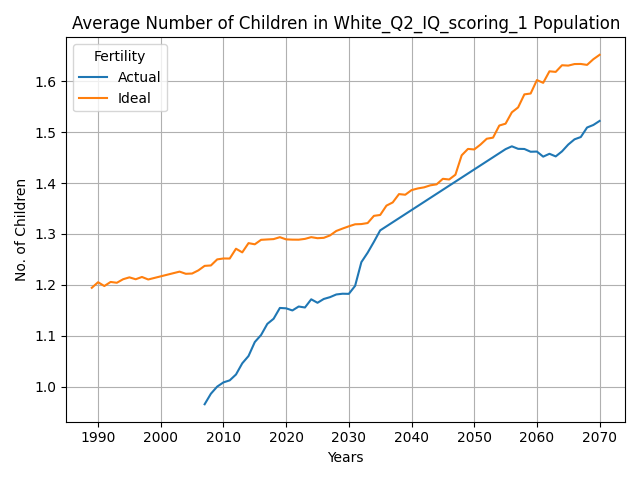 Average Number of Children in White_Q2_IQ_scoring_1 Population
Fertility
Actual
Ideal
No. of Children
1.6
1.5
1.4
1.3
1.2
1.1
1.0
1990 2000 2010 2020 2030 2040 2050 2060 2070
Years